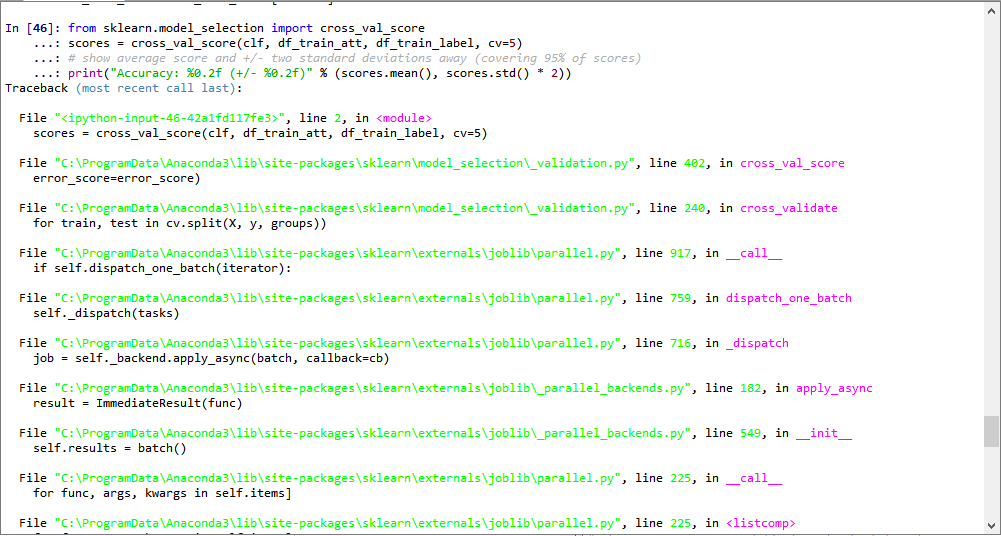 In [46]: from sklearn.model_selection import cross_val_score
    ...: scores = cross_val_score(clf, df_train_att, df_train_label, cv=5)
    ...: # show average score and +/- two standard deviations away (covering 95% of scores)
    ...: print("Accuracy: %0.2f (+/- %0.2f)" % (scores.mean(), scores.std() * 2))
Traceback (most recent call last):
  File "<ipython-input-46-42a1fd117fe3>", line 2, in <module>
    scores = cross_val_score(clf, df_train_att, df_train_label, cv=5)
  File "C:\ProgramData\Anaconda3\lib\site-packages\sklearn\model_selection\_validation.py", line 402, in cross_val_score
    error_score=error_score)
  File "C:\ProgramData\Anaconda3\lib\site-packages\sklearn\model_selection\_validation.py", line 240, in cross_validate
    for train, test in cv.split(X, y, groups))
  File "C:\ProgramData\Anaconda3\lib\site-packages\sklearn\externals\joblib\parallel.py", line 917, in __call__
    if self.dispatch_one_batch(iterator):
  File "C:\ProgramData\Anaconda3\lib\site-packages\sklearn\externals\joblib\parallel.py", line 759, in dispatch_one_batch
    self._dispatch(tasks)
  File "C:\ProgramData\Anaconda3\lib\site-packages\sklearn\externals\joblib\parallel.py", line 716, in _dispatch
    job = self._backend.apply_async(batch, callback=cb)
  File "C:\ProgramData\Anaconda3\lib\site-packages\sklearn\externals\joblib\_parallel_backends.py", line 182, in apply_async
    result = ImmediateResult(func)
  File "C:\ProgramData\Anaconda3\lib\site-packages\sklearn\externals\joblib\_parallel_backends.py", line 549, in __init__
    self.results = batch()
  File "C:\ProgramData\Anaconda3\lib\site-packages\sklearn\externals\joblib\parallel.py", line 225, in __call__
    for func, args, kwargs in self.items]
  File "C:\ProgramData\Anaconda3\lib\site-packages\sklearn\externals\joblib\parallel.py", line 225, in <listcomp>